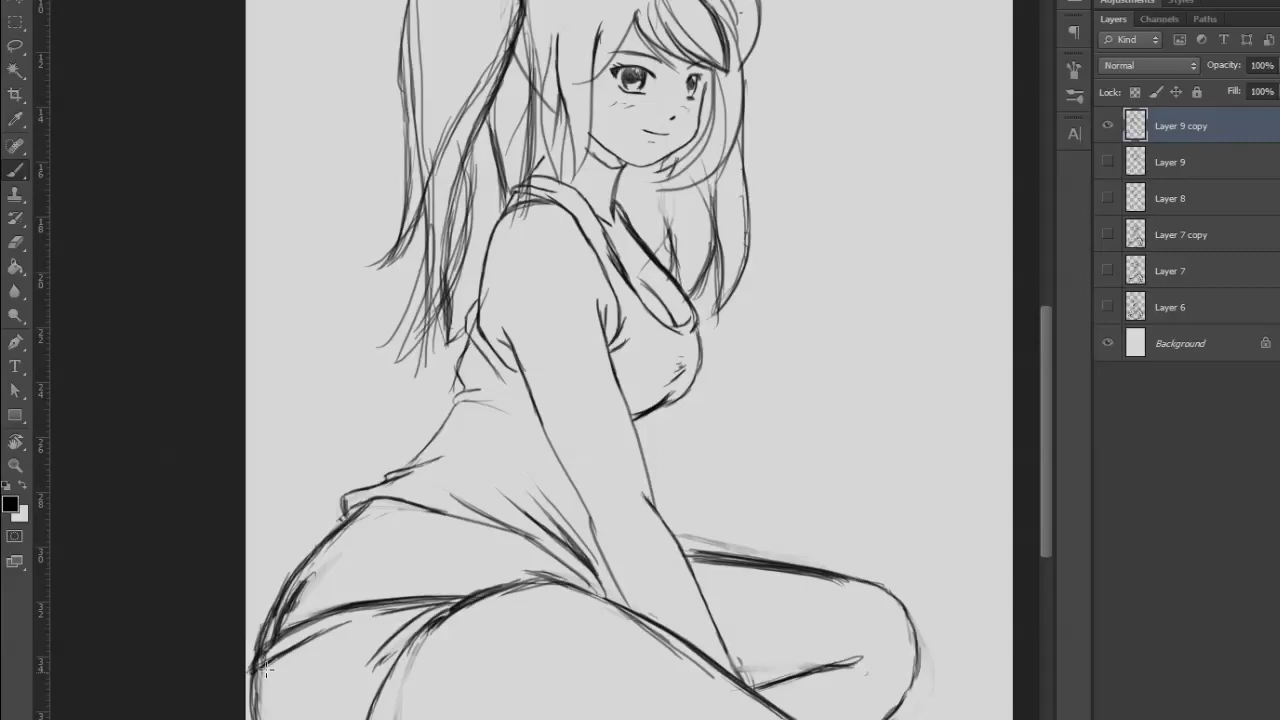 Adjustments Styles
Layers Channels Paths
Kind
Normal Opacity: 100%
Lock: Fill: 100%
Layer 9 copy
Layer 9
Layer 8
Layer 7 copy
Layer 7
Layer 6
Background